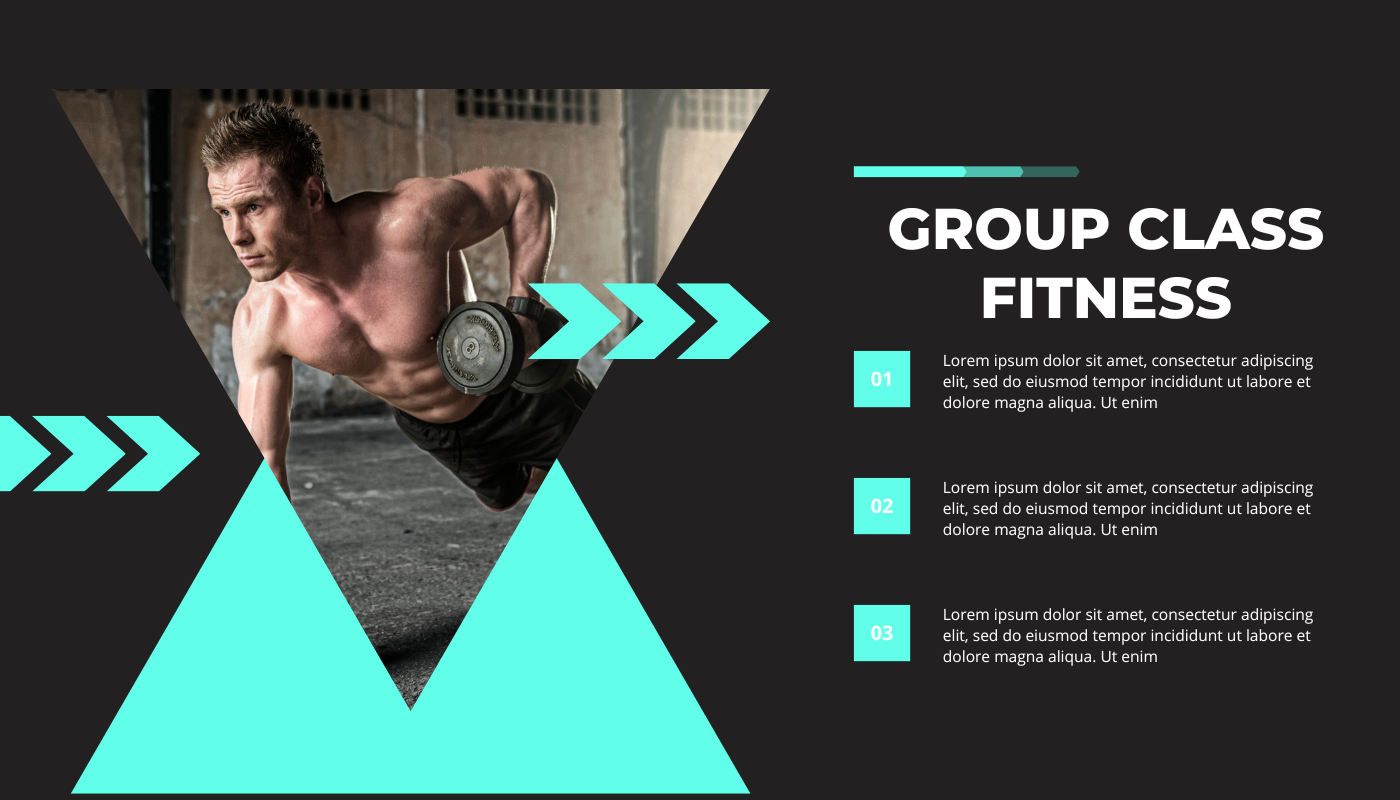 GROUP CLASS
FITNESS
01
Lorem ipsum dolor sit amet, consectetur adipiscing
elit, sed do eiusmod tempor incididunt ut labore et
dolore magna aliqua. Ut enim
02
Lorem ipsum dolor sit amet, consectetur adipiscing
elit, sed do eiusmod tempor incididunt ut labore et
dolore magna aliqua. Ut enim
03
Lorem ipsum dolor sit amet, consectetur adipiscing
elit, sed do eiusmod tempor incididunt ut labore et
dolore magna aliqua. Ut enim